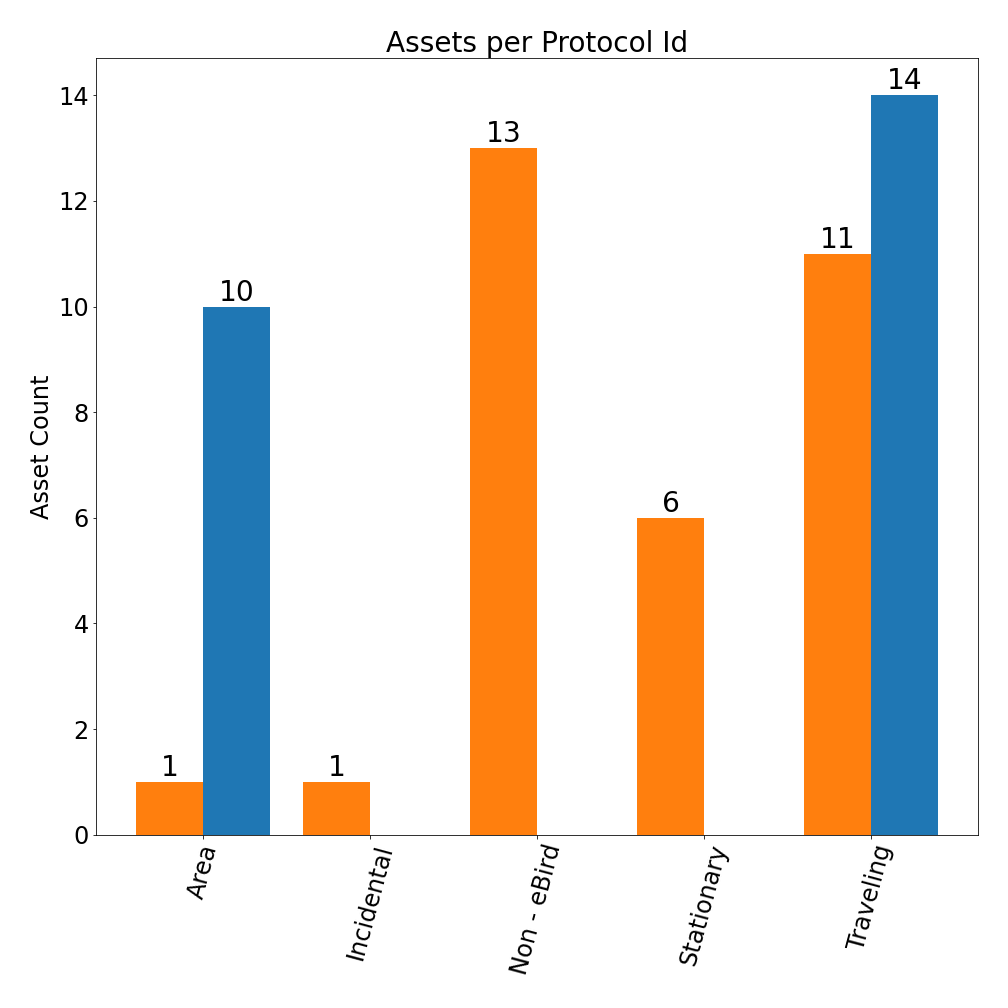 Assets per Protocol Id
Asset Count
14
12
10
8
6
4
2
0
1
10
1
13
6
11
14
Area
Incidental
Non - eBird
Stationary
Traveling